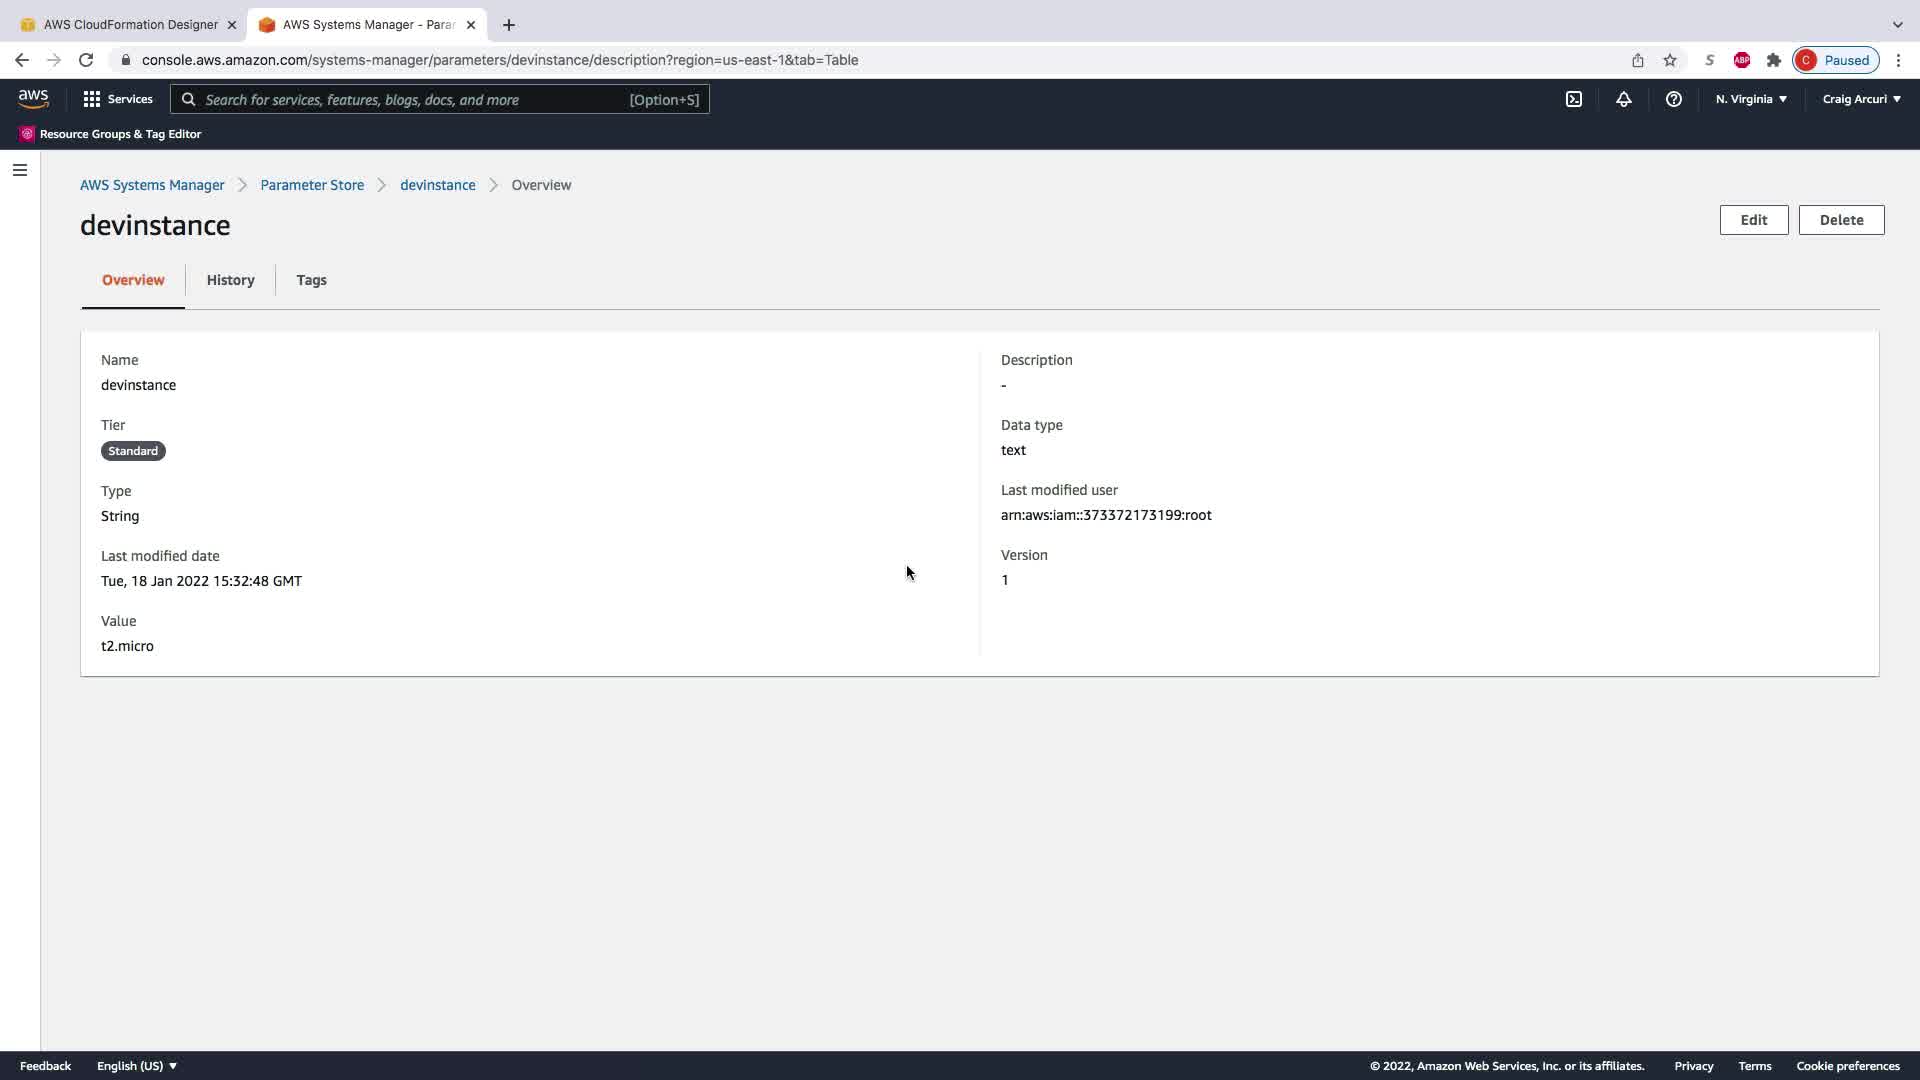 AWS CloudFormation Designer
AWS Systems Manager - Para
console.aws.amazon.com/systems-manager/parameters/devinstance/description?region=us-east-1&tab=Table
S
ABP
C
Paused
aws
Services
Search for services, features, blogs, docs, and more
[Option+S]
N. Virginia
Craig Arcuri
Resource Groups & Tag Editor
AWS Systems Manager
Parameter Store
devinstance
Overview
devinstance
Edit
Delete
Overview
History
Tags
Name
devinstance
Tier
Standard
Type
String
Last modified date
Tue, 18 Jan 2022 15:32:48 GMT
Value
t2.micro
Description
-
Data type
text
Last modified user
arn:aws:iam::373372173199:root
Version
1
Feedback
English (US)
© 2022, Amazon Web Services, Inc. or its affiliates.
Privacy
Terms
Cookie preferences